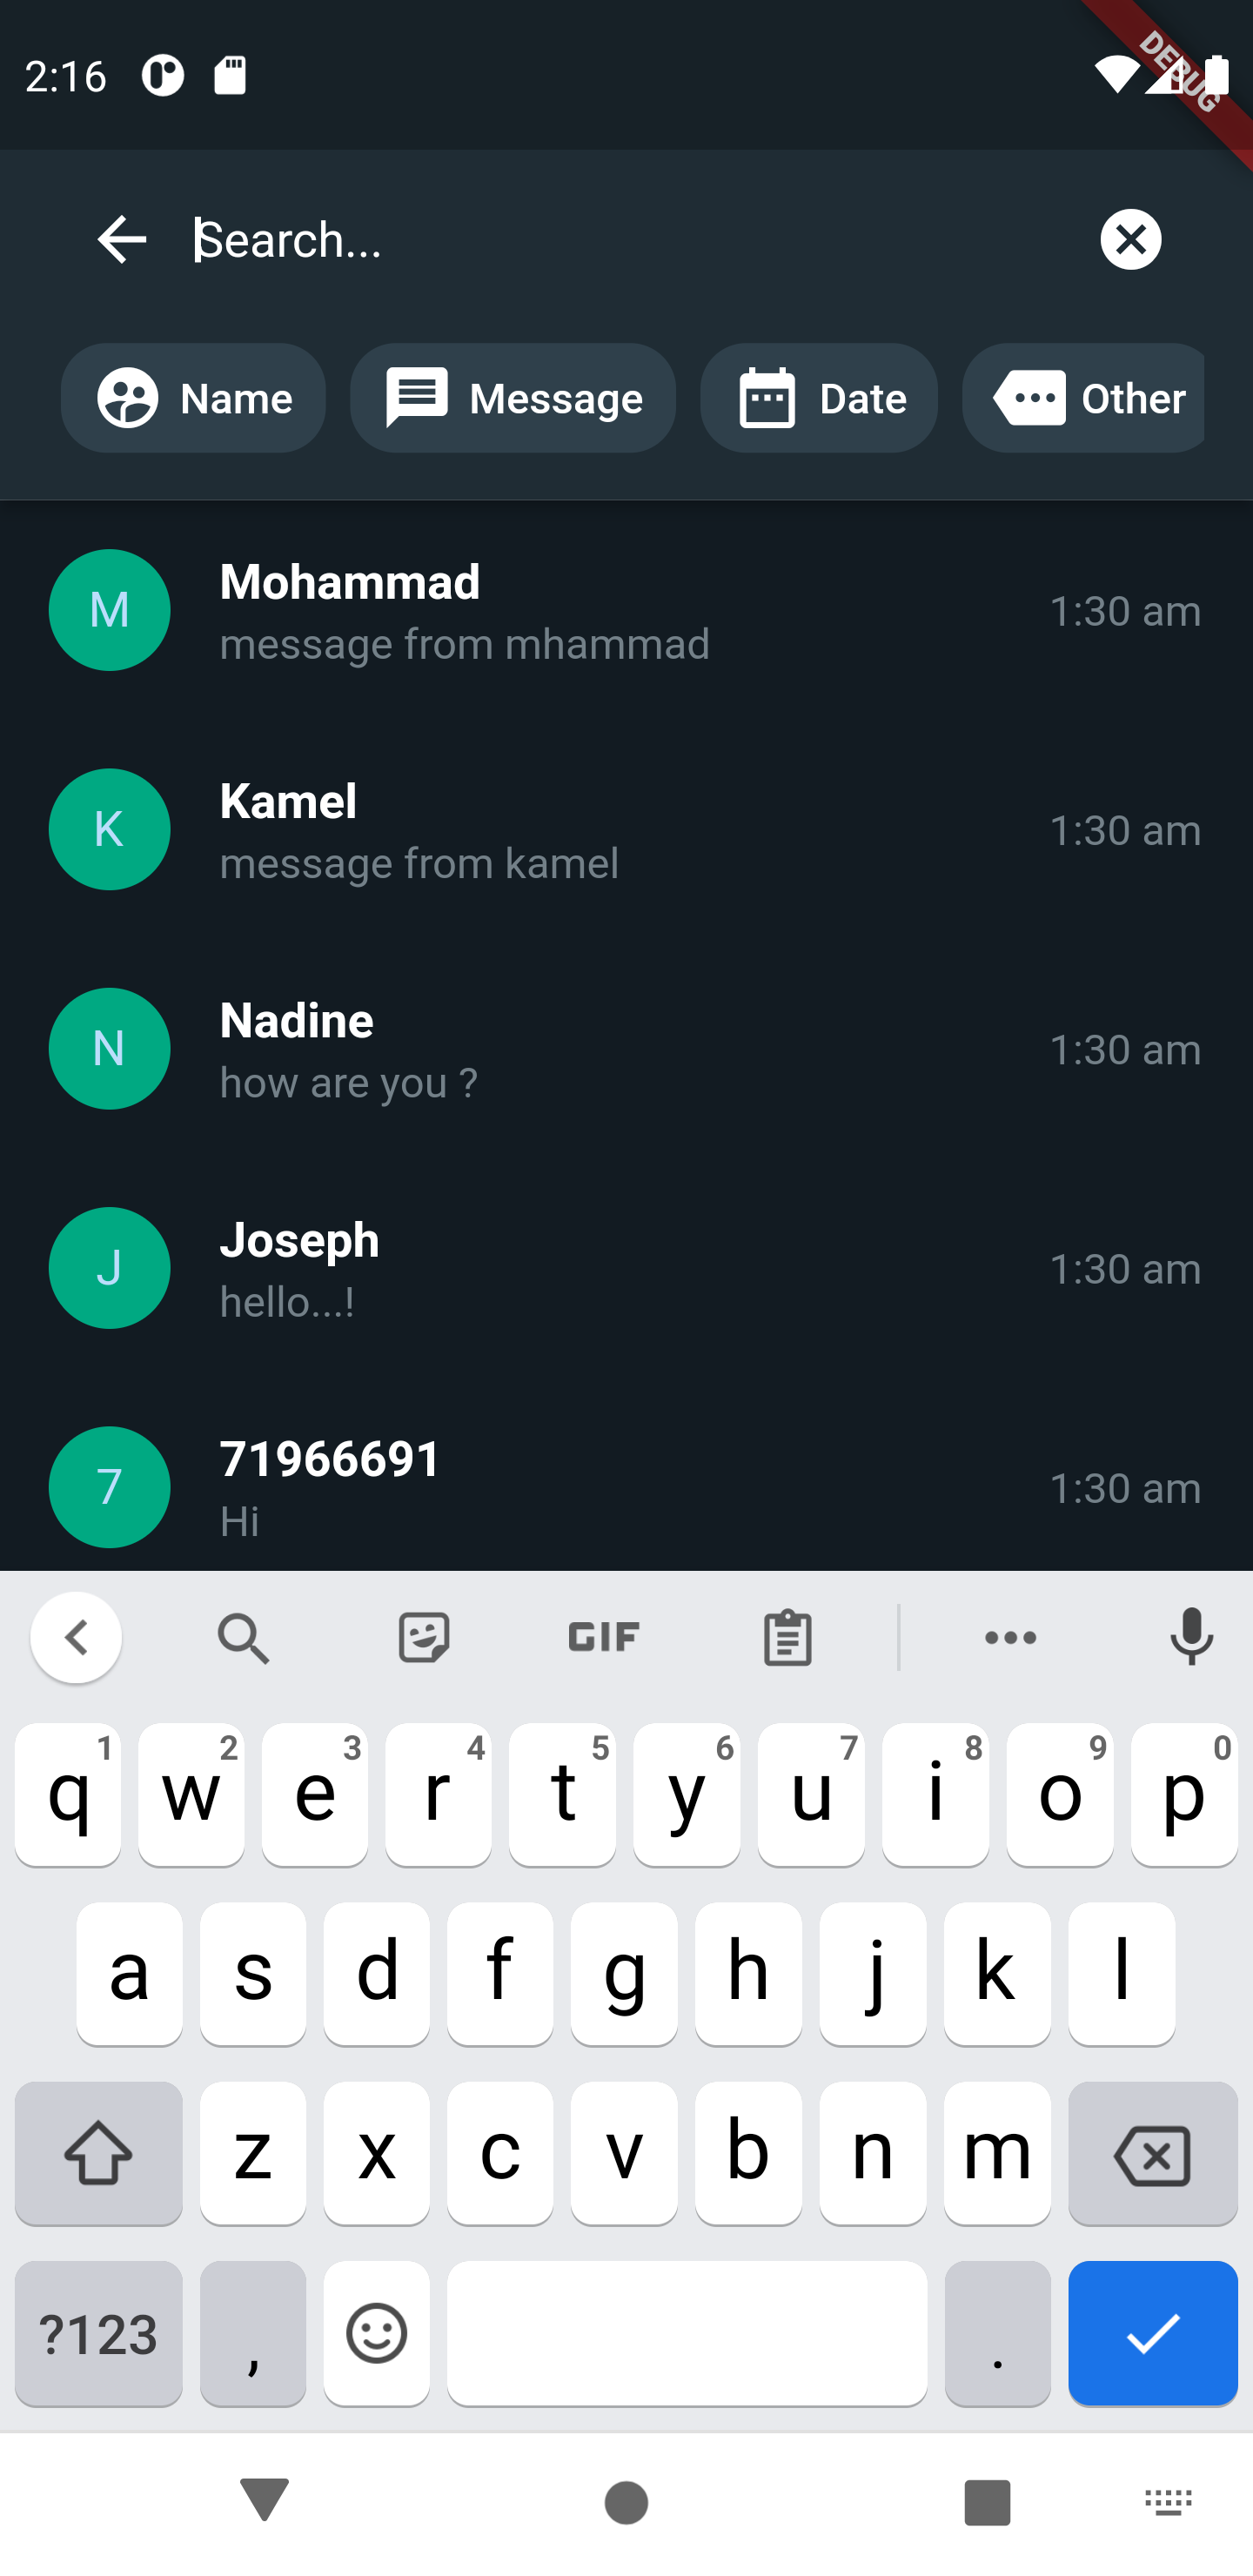 2:16
DEBUG
Search...
Name Message Date Other
Mohammad
message from mhammad
1:30 am
M
Kamel
message from kamel
1:30 am
K
Nadine
how are you ?
1:30 am
N
Joseph
hello...!
1:30 am
J
71966691
Hi
1:30 am
7
GIF
q 1 w 2 e 3 r 4 t 5 y 6 u 7 i 8 o 9 p 0
a s d f g h j k l
z x c v b n m
?123 , .